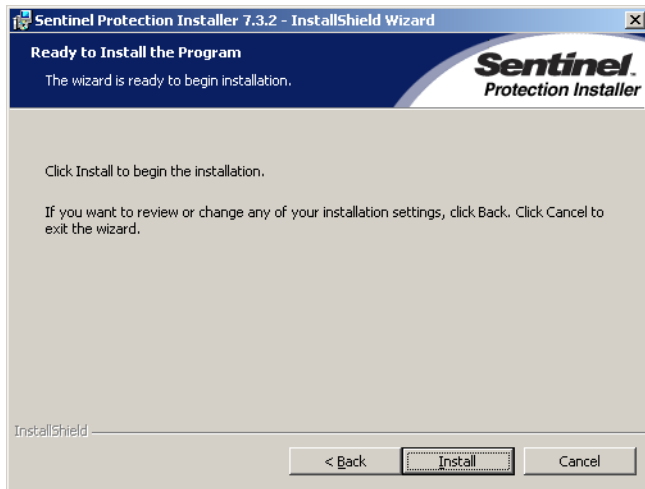 Sentinel Protection Installer 7.3.2 - InstallShield Wizard
Ready to Install the Program
The wizard is ready to begin installation.
Sentinel.
Protection Installer
Click Install to begin the installation.
If you want to review or change any of your installation settings, click Back. Click Cancel to
exit the wizard.
InstallShield
< Back
Install
Cancel